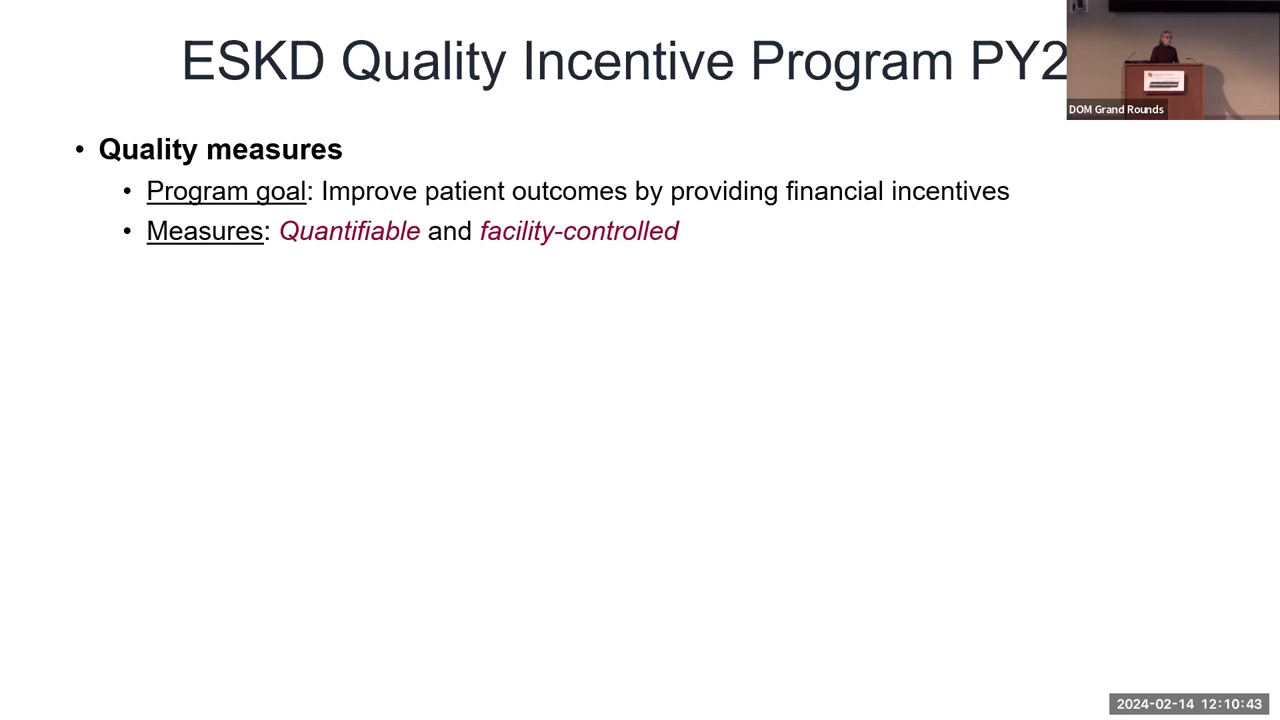 ESKD Quality Incentive Program PY2
DOM Grand Rounds
• Quality measures
• Program goal: Improve patient outcomes by providing financial incentives
• Measures: Quantifiable and facility-controlled
2024-02-14 12:10:43